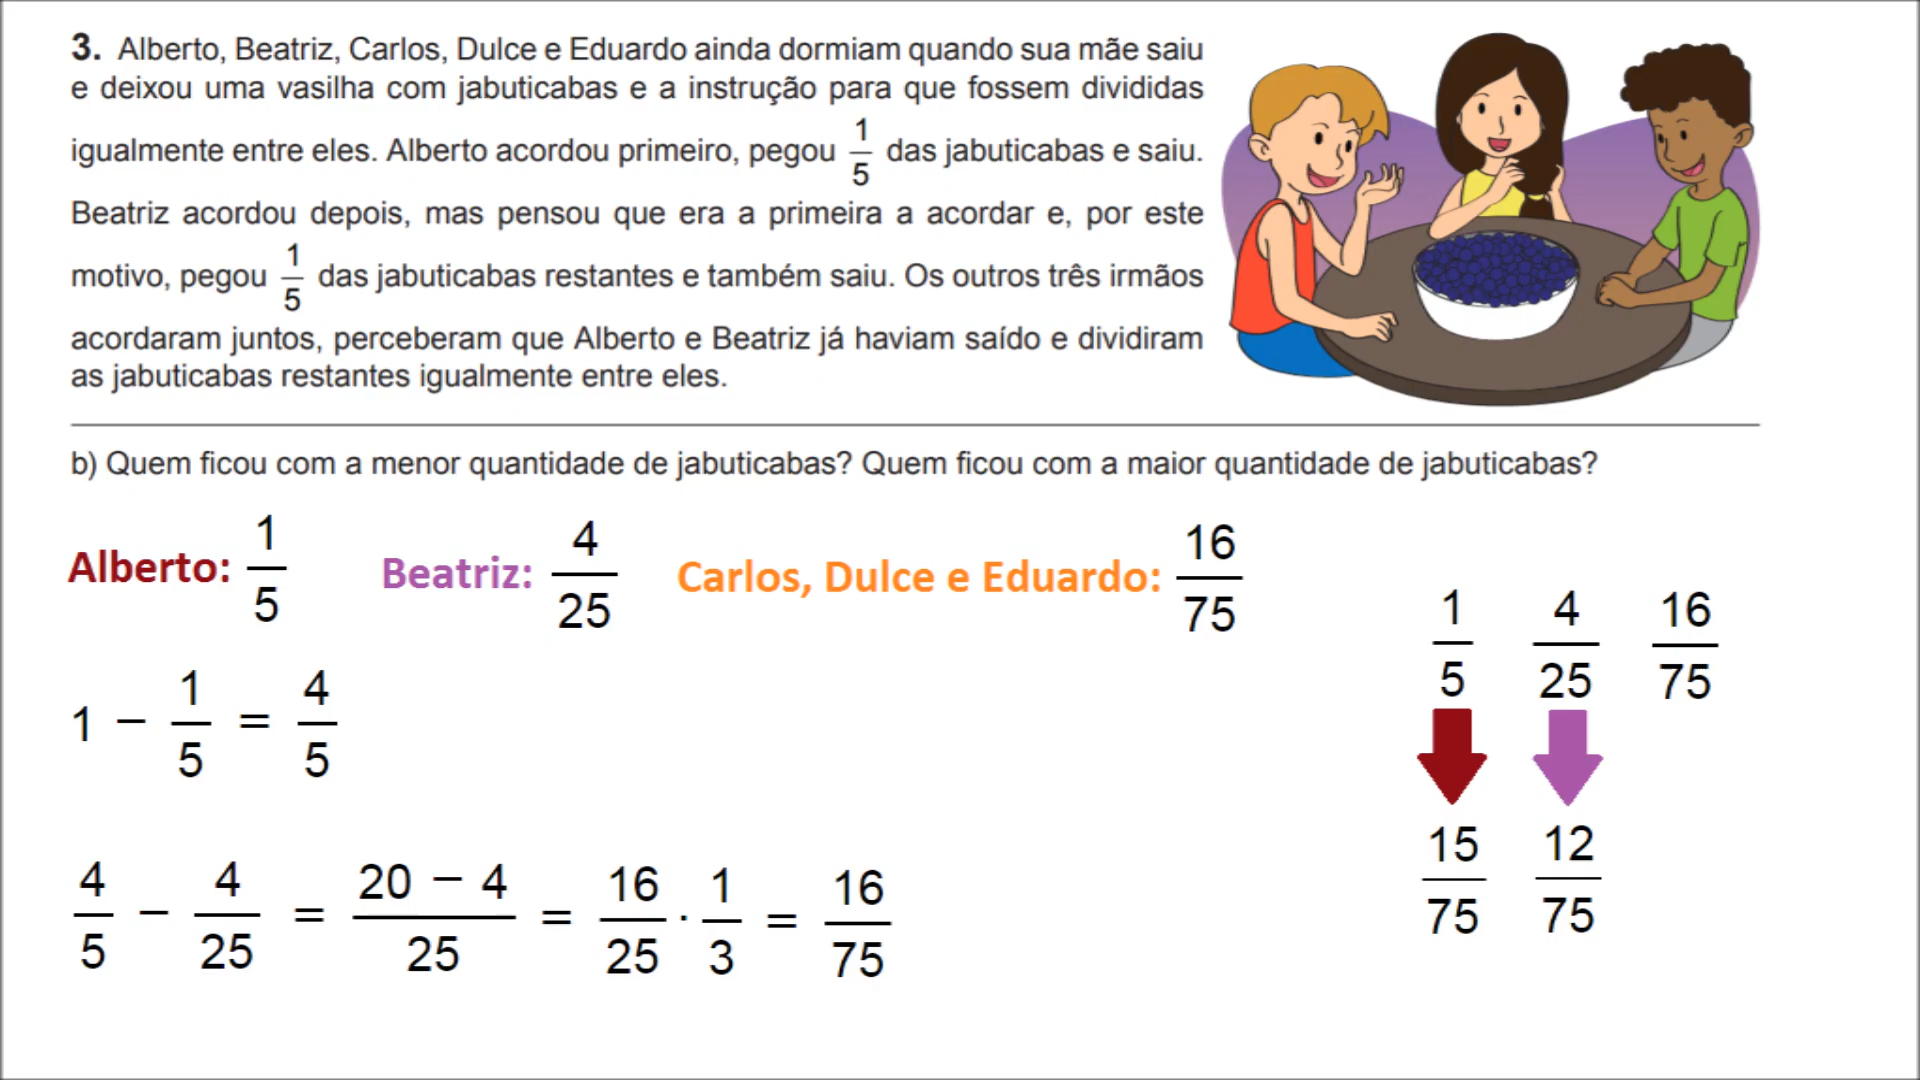 3. Alberto, Beatriz, Carlos, Dulce e Eduardo ainda dormiam quando sua mãe saiu
e deixou uma vasilha com jabuticabas e a instrução para que fossem divididas
igualmente entre eles. Alberto acordou primeiro, pegou 1/5 das jabuticabas e saiu.
Beatriz acordou depois, mas pensou que era a primeira a acordar e, por este
motivo, pegou 1/5 das jabuticabas restantes e também saiu. Os outros três irmãos
acordaram juntos, perceberam que Alberto e Beatriz já haviam saído e dividiram
as jabuticabas restantes igualmente entre eles.
b) Quem ficou com a menor quantidade de jabuticabas? Quem ficou com a maior quantidade de jabuticabas?
Alberto: 1/5 Beatriz: 4/25 Carlos, Dulce e Eduardo: 16/75
1/5 4/25 16/75
1 − 1/5 = 4/5
15/75 12/75
4/5 − 4/25 = (20 − 4)/25 = 16/25 · 1/3 = 16/75